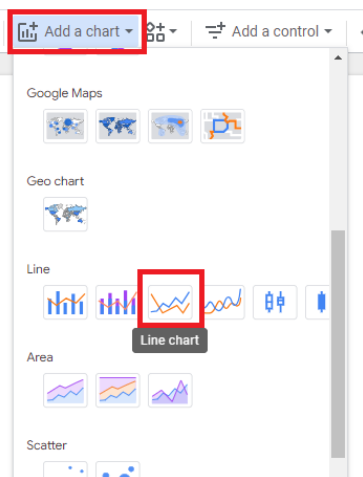 Add a chart
Add a control
Google Maps
Geo chart
Line
Line chart
Area
Scatter